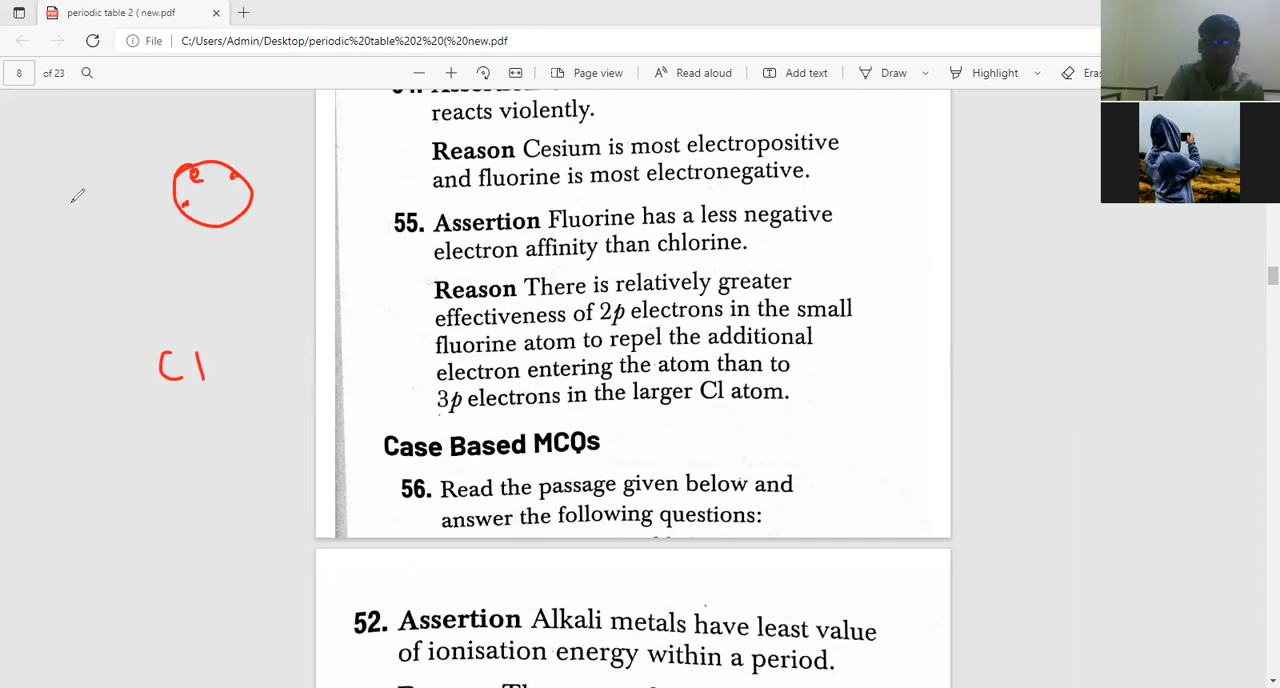 periodic table 2 ( new.pdf
File C:/Users/Admin/Desktop/periodic%20table%202%20(%20new.pdf
8 of 23 Page view Read aloud Add text Draw Highlight
reacts violently.
Reason Cesium is most electropositive
and fluorine is most electronegative.
55. Assertion Fluorine has a less negative
electron affinity than chlorine.
Reason There is relatively greater
effectiveness of 2p electrons in the small
fluorine atom to repel the additional
electron entering the atom than to
3p electrons in the larger Cl atom.
Cl
Case Based MCQs
56. Read the passage given below and
answer the following questions:
52. Assertion Alkali metals have least value
of ionisation energy within a period.